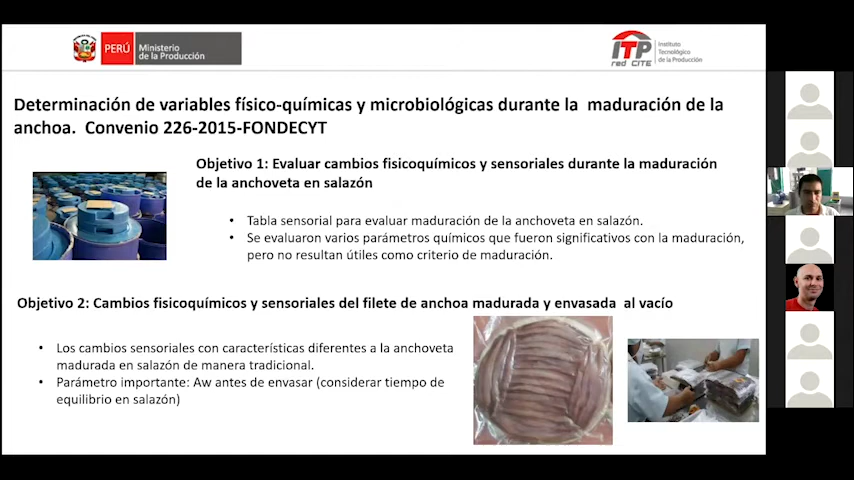 PERÚ
Ministerio
de la Producción
ITP
red CITE
Instituto
Tecnológico
de la Producción
Determinación de variables físico-químicas y microbiológicas durante la maduración de la
anchoa. Convenio 226-2015-FONDECYT
Objetivo 1: Evaluar cambios fisicoquímicos y sensoriales durante la maduración
de la anchoveta en salazón
• Tabla sensorial para evaluar maduración de la anchoveta en salazón.
• Se evaluaron varios parámetros químicos que fueron significativos con la maduración,
pero no resultan útiles como criterio de maduración.
Objetivo 2: Cambios fisicoquímicos y sensoriales del filete de anchoa madurada y envasada al vacío
• Los cambios sensoriales con características diferentes a la anchoveta
madurada en salazón de manera tradicional.
• Parámetro importante: Aw antes de envasar (considerar tiempo de
equilibrio en salazón)